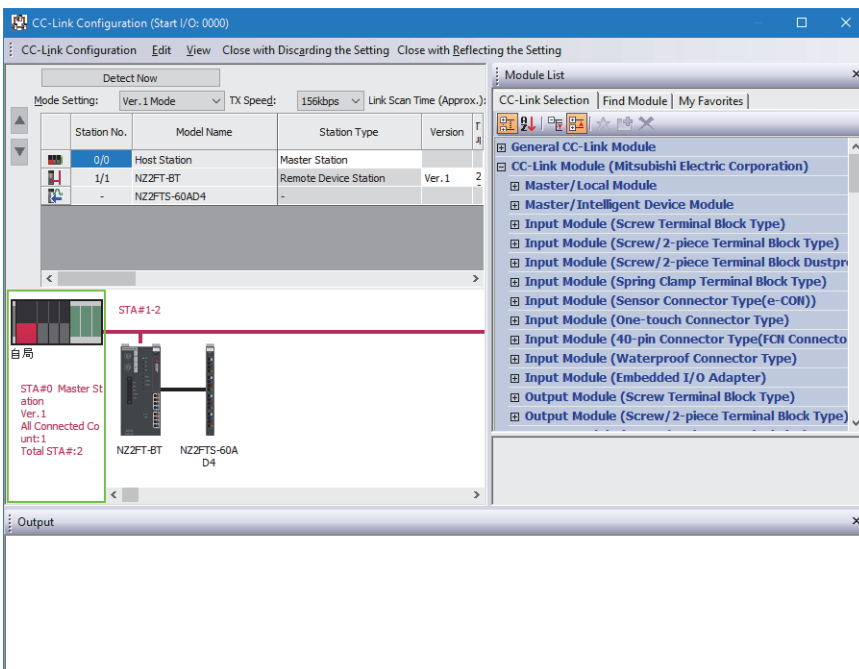 CC-Link Configuration (Start I/O: 0000)
CC-Link Configuration Edit View Close with Discarding the Setting Close with Reflecting the Setting
Detect Now
Mode Setting: Ver.1 Mode TX Speed: 156kbps Link Scan Time (Approx.):
Station No. Model Name Station Type Version
0/0 Host Station Master Station
1/1 NZ2FT-BT Remote Device Station Ver.1 2
- NZ2FTS-60AD4 -
STA#1-2
自局
STA#0 Master St
ation
Ver.1
All Connected Co
unt:1
Total STA#:2
NZ2FT-BT
NZ2FTS-60A
D4
Module List
CC-Link Selection Find Module My Favorites
General CC-Link Module
CC-Link Module (Mitsubishi Electric Corporation)
Master/Local Module
Master/Intelligent Device Module
Input Module (Screw Terminal Block Type)
Input Module (Screw/2-piece Terminal Block Type)
Input Module (Screw/2-piece Terminal Block Dustpr
Input Module (Spring Clamp Terminal Block Type)
Input Module (Sensor Connector Type(e-CON))
Input Module (One-touch Connector Type)
Input Module (40-pin Connector Type(FCN Connecto
Input Module (Waterproof Connector Type)
Input Module (Embedded I/O Adapter)
Output Module (Screw Terminal Block Type)
Output Module (Screw/2-piece Terminal Block Type)
Output